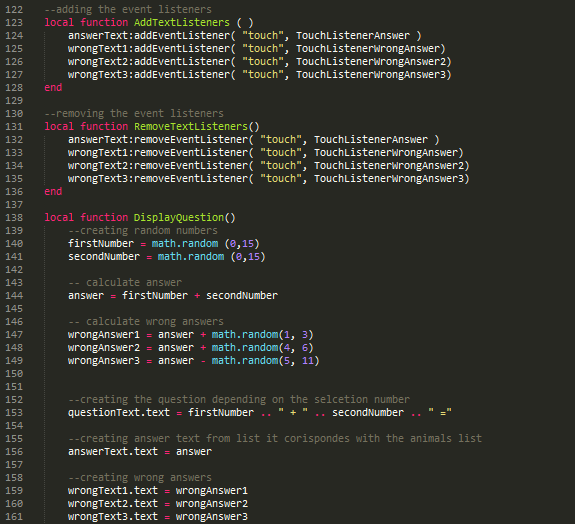 122 --adding the event listeners
123 local function AddTextListeners ( )
124 answerText:addEventListener( "touch", TouchListenerAnswer )
125 wrongText1:addEventListener( "touch", TouchListenerWrongAnswer)
126 wrongText2:addEventListener( "touch", TouchListenerWrongAnswer2)
127 wrongText3:addEventListener( "touch", TouchListenerWrongAnswer3)
128 end
129
130 --removing the event listeners
131 local function RemoveTextListeners()
132 answerText:removeEventListener( "touch", TouchListenerAnswer )
133 wrongText1:removeEventListener( "touch", TouchListenerWrongAnswer)
134 wrongText2:removeEventListener( "touch", TouchListenerWrongAnswer2)
135 wrongText3:removeEventListener( "touch", TouchListenerWrongAnswer3)
136 end
137
138 local function DisplayQuestion()
139 --creating random numbers
140 firstNumber = math.random (0,15)
141 secondNumber = math.random (0,15)
142
143 -- calculate answer
144 answer = firstNumber + secondNumber
145
146 -- calculate wrong answers
147 wrongAnswer1 = answer + math.random(1, 3)
148 wrongAnswer2 = answer + math.random(4, 6)
149 wrongAnswer3 = answer - math.random(5, 11)
150
151
152 --creating the question depending on the selcetion number
153 questionText.text = firstNumber .. " + " .. secondNumber .. " ="
154
155 --creating answer text from list it corispondes with the animals list
156 answerText.text = answer
157
158 --creating wrong answers
159 wrongText1.text = wrongAnswer1
160 wrongText2.text = wrongAnswer2
161 wrongText3.text = wrongAnswer3